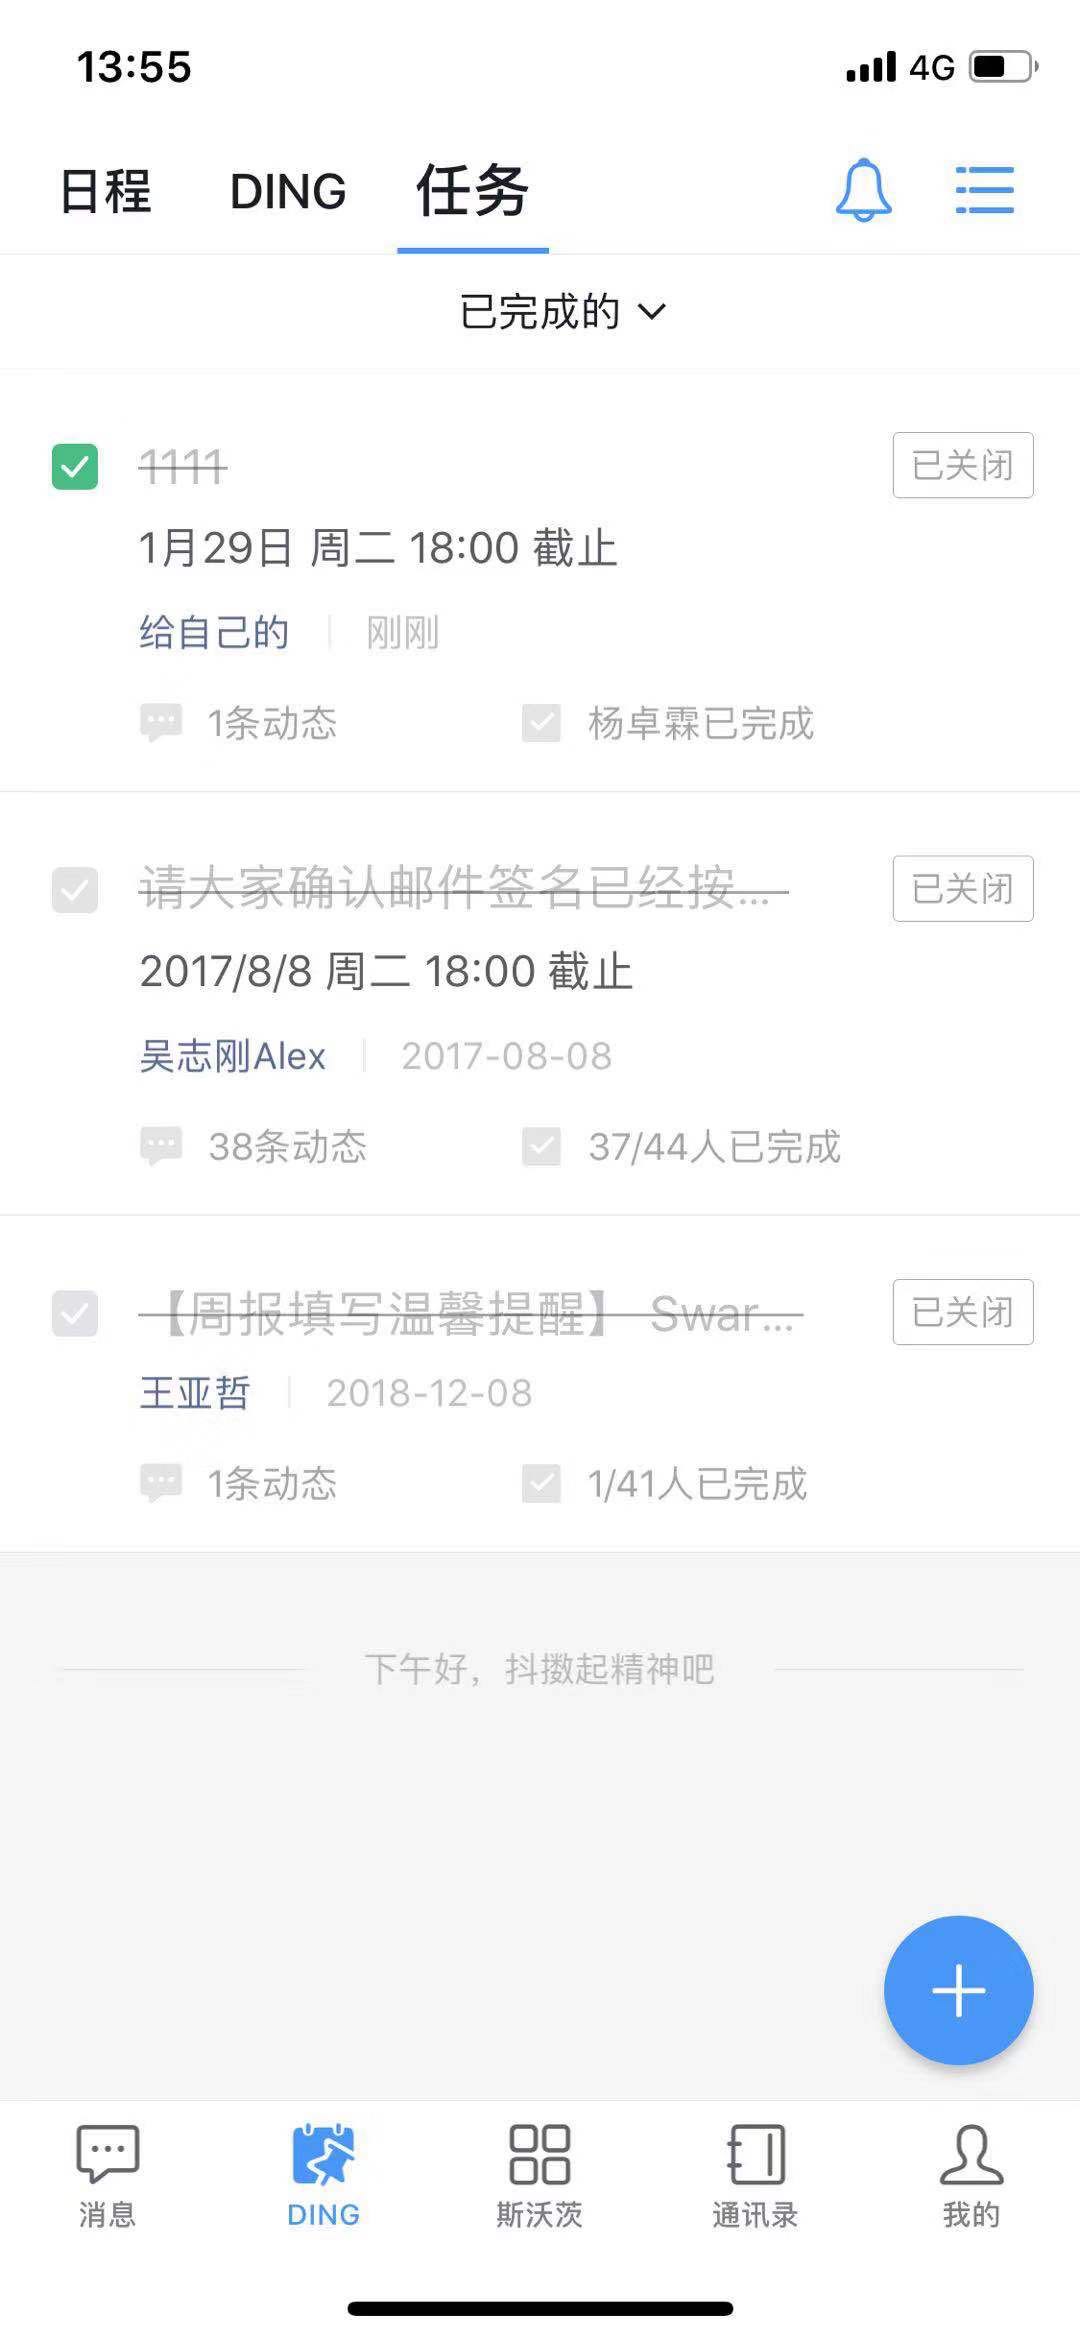 13:55 4G
日程 DING 任务
已完成的
1111 已关闭
1月29日 周二 18:00 截止
给自己的 刚刚
1条动态 杨卓霖已完成
请大家确认邮件签名已经按... 已关闭
2017/8/8 周二 18:00 截止
吴志刚Alex 2017-08-08
38条动态 37/44人已完成
【周报填写温馨提醒】 Swar... 已关闭
王亚哲 2018-12-08
1条动态 1/41人已完成
下午好，抖擞起精神吧
消息 DING 斯沃茨 通讯录 我的